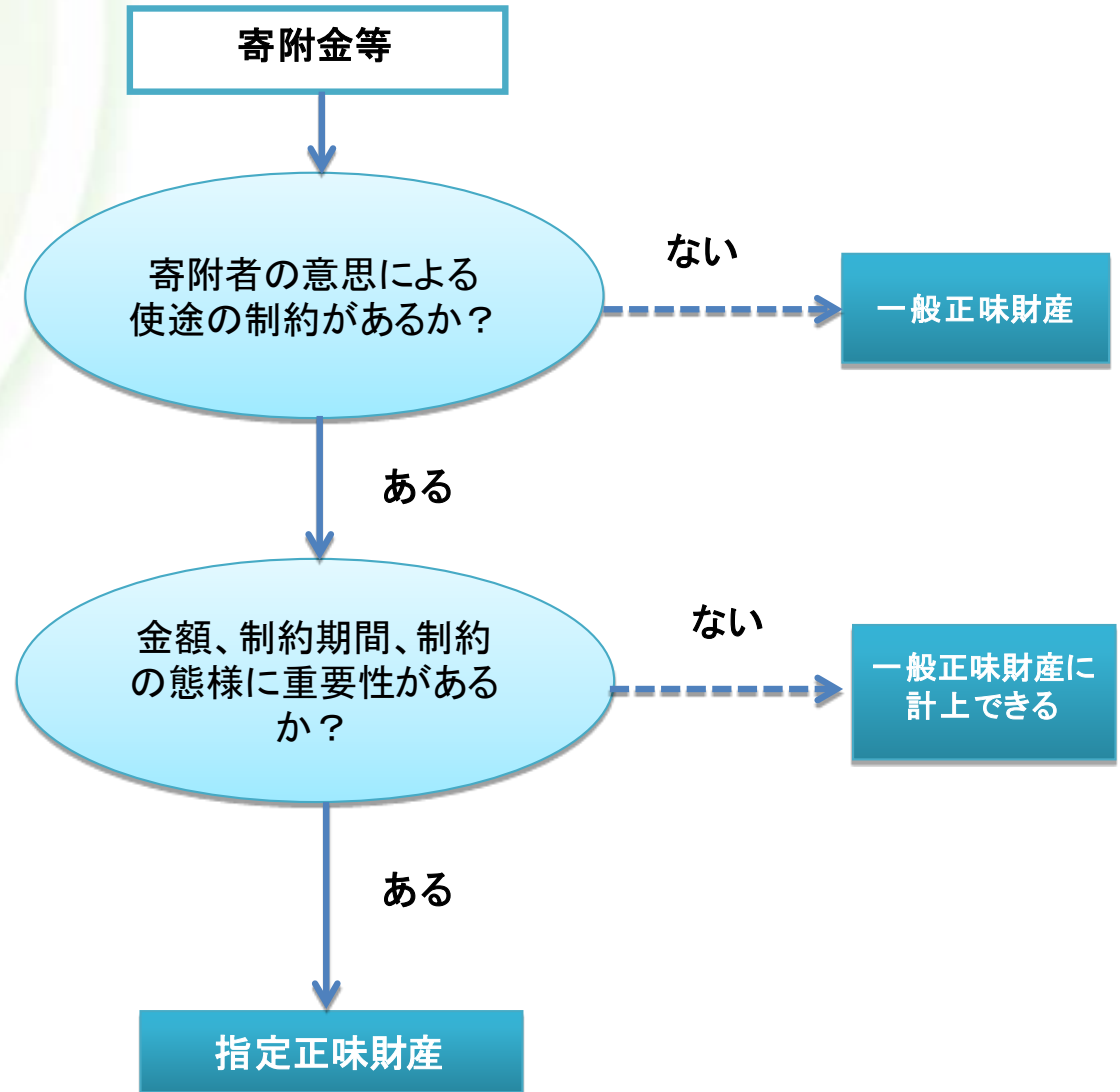 寄附金等
寄附者の意思による
使途の制約があるか？
ない
一般正味財産
ある
金額、制約期間、制約
の態様に重要性がある
か？
ない
一般正味財産に
計上できる
ある
指定正味財産